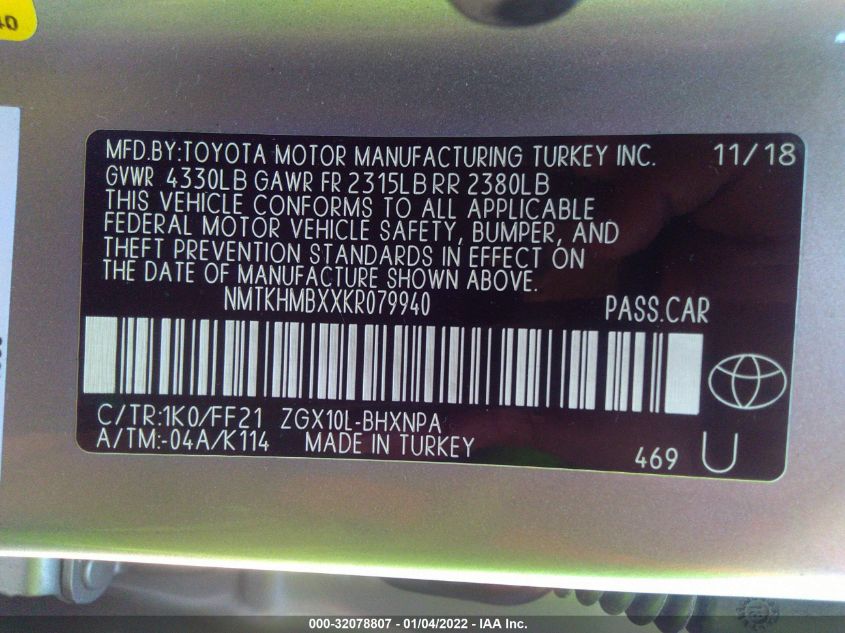 40
MFD.BY:TOYOTA MOTOR MANUFACTURING TURKEY INC. 11/18
GVWR 4330LB GAWR FR 2315LB RR 2380LB
THIS VEHICLE CONFORMS TO ALL APPLICABLE
FEDERAL MOTOR VEHICLE SAFETY, BUMPER, AND
THEFT PREVENTION STANDARDS IN EFFECT ON
THE DATE OF MANUFACTURE SHOWN ABOVE.
NMTKHMBXXKR079940 PASS.CAR
C/TR:1K0/FF21 ZGX10L-BHXNPA
A/TM:-04A/K114 MADE IN TURKEY
469 U
000-32078807 - 01/04/2022 - IAA Inc.